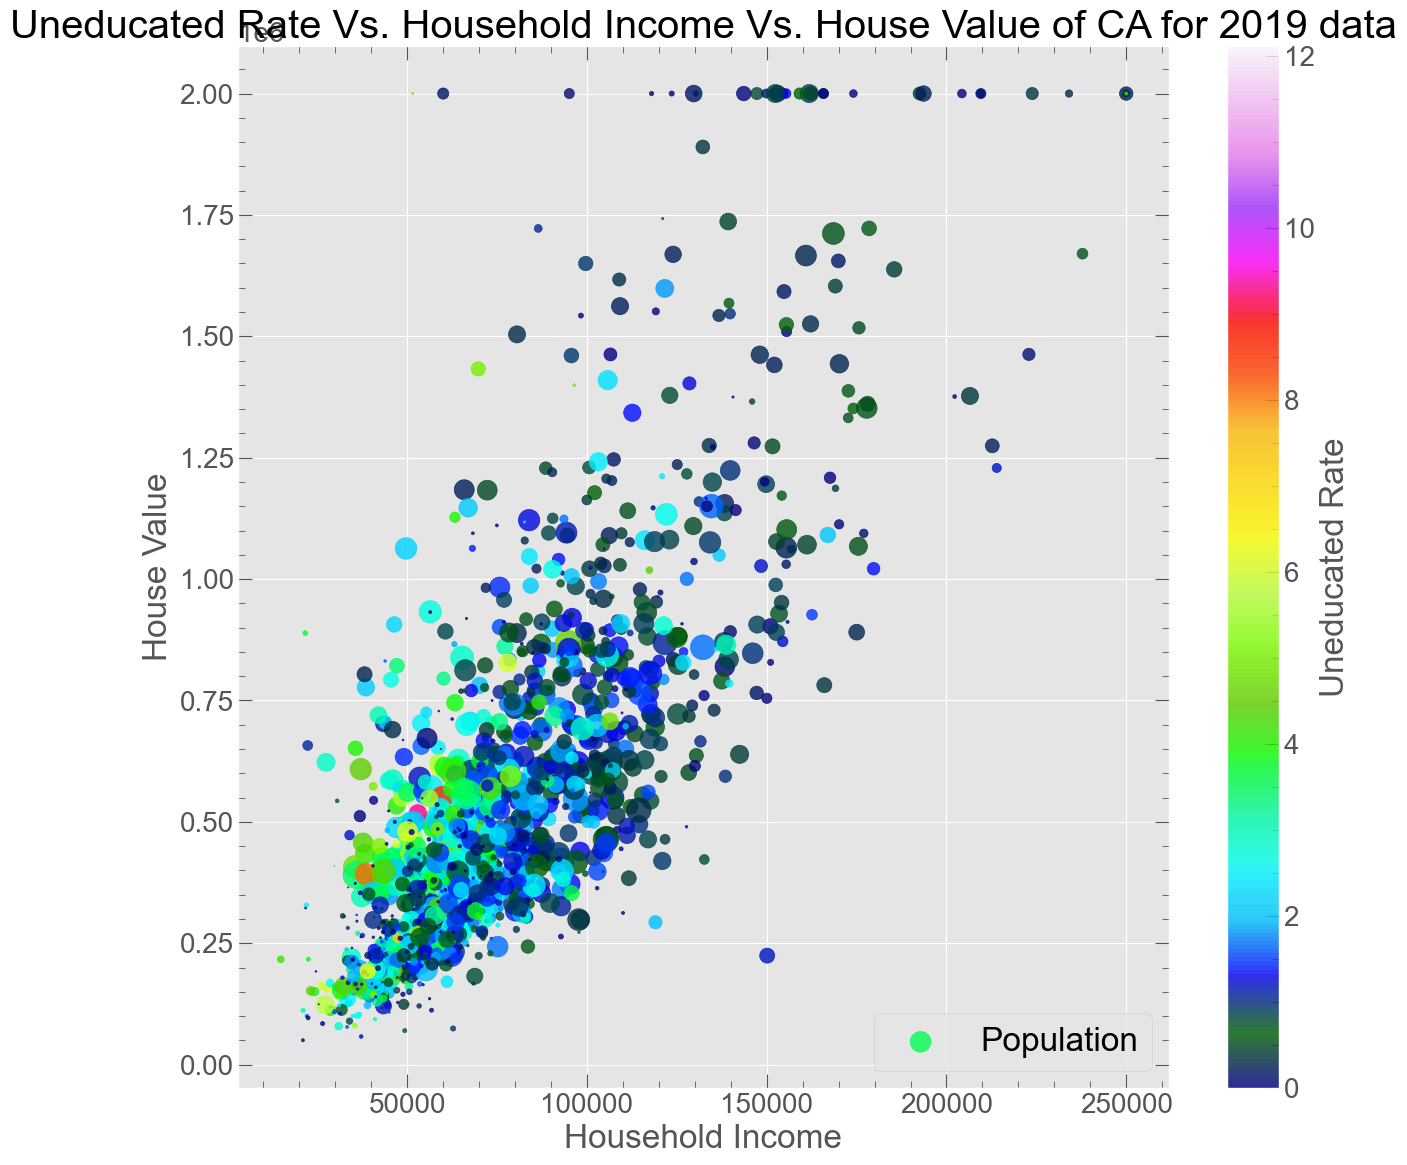 Uneducated Rate Vs. Household Income Vs. House Value of CA for 2019 data
1e6
2.00
1.75
1.50
1.25
1.00
0.75
0.50
0.25
0.00
House Value
50000 100000 150000 200000 250000
Household Income
Population
12
10
8
6
4
2
0
Uneducated Rate